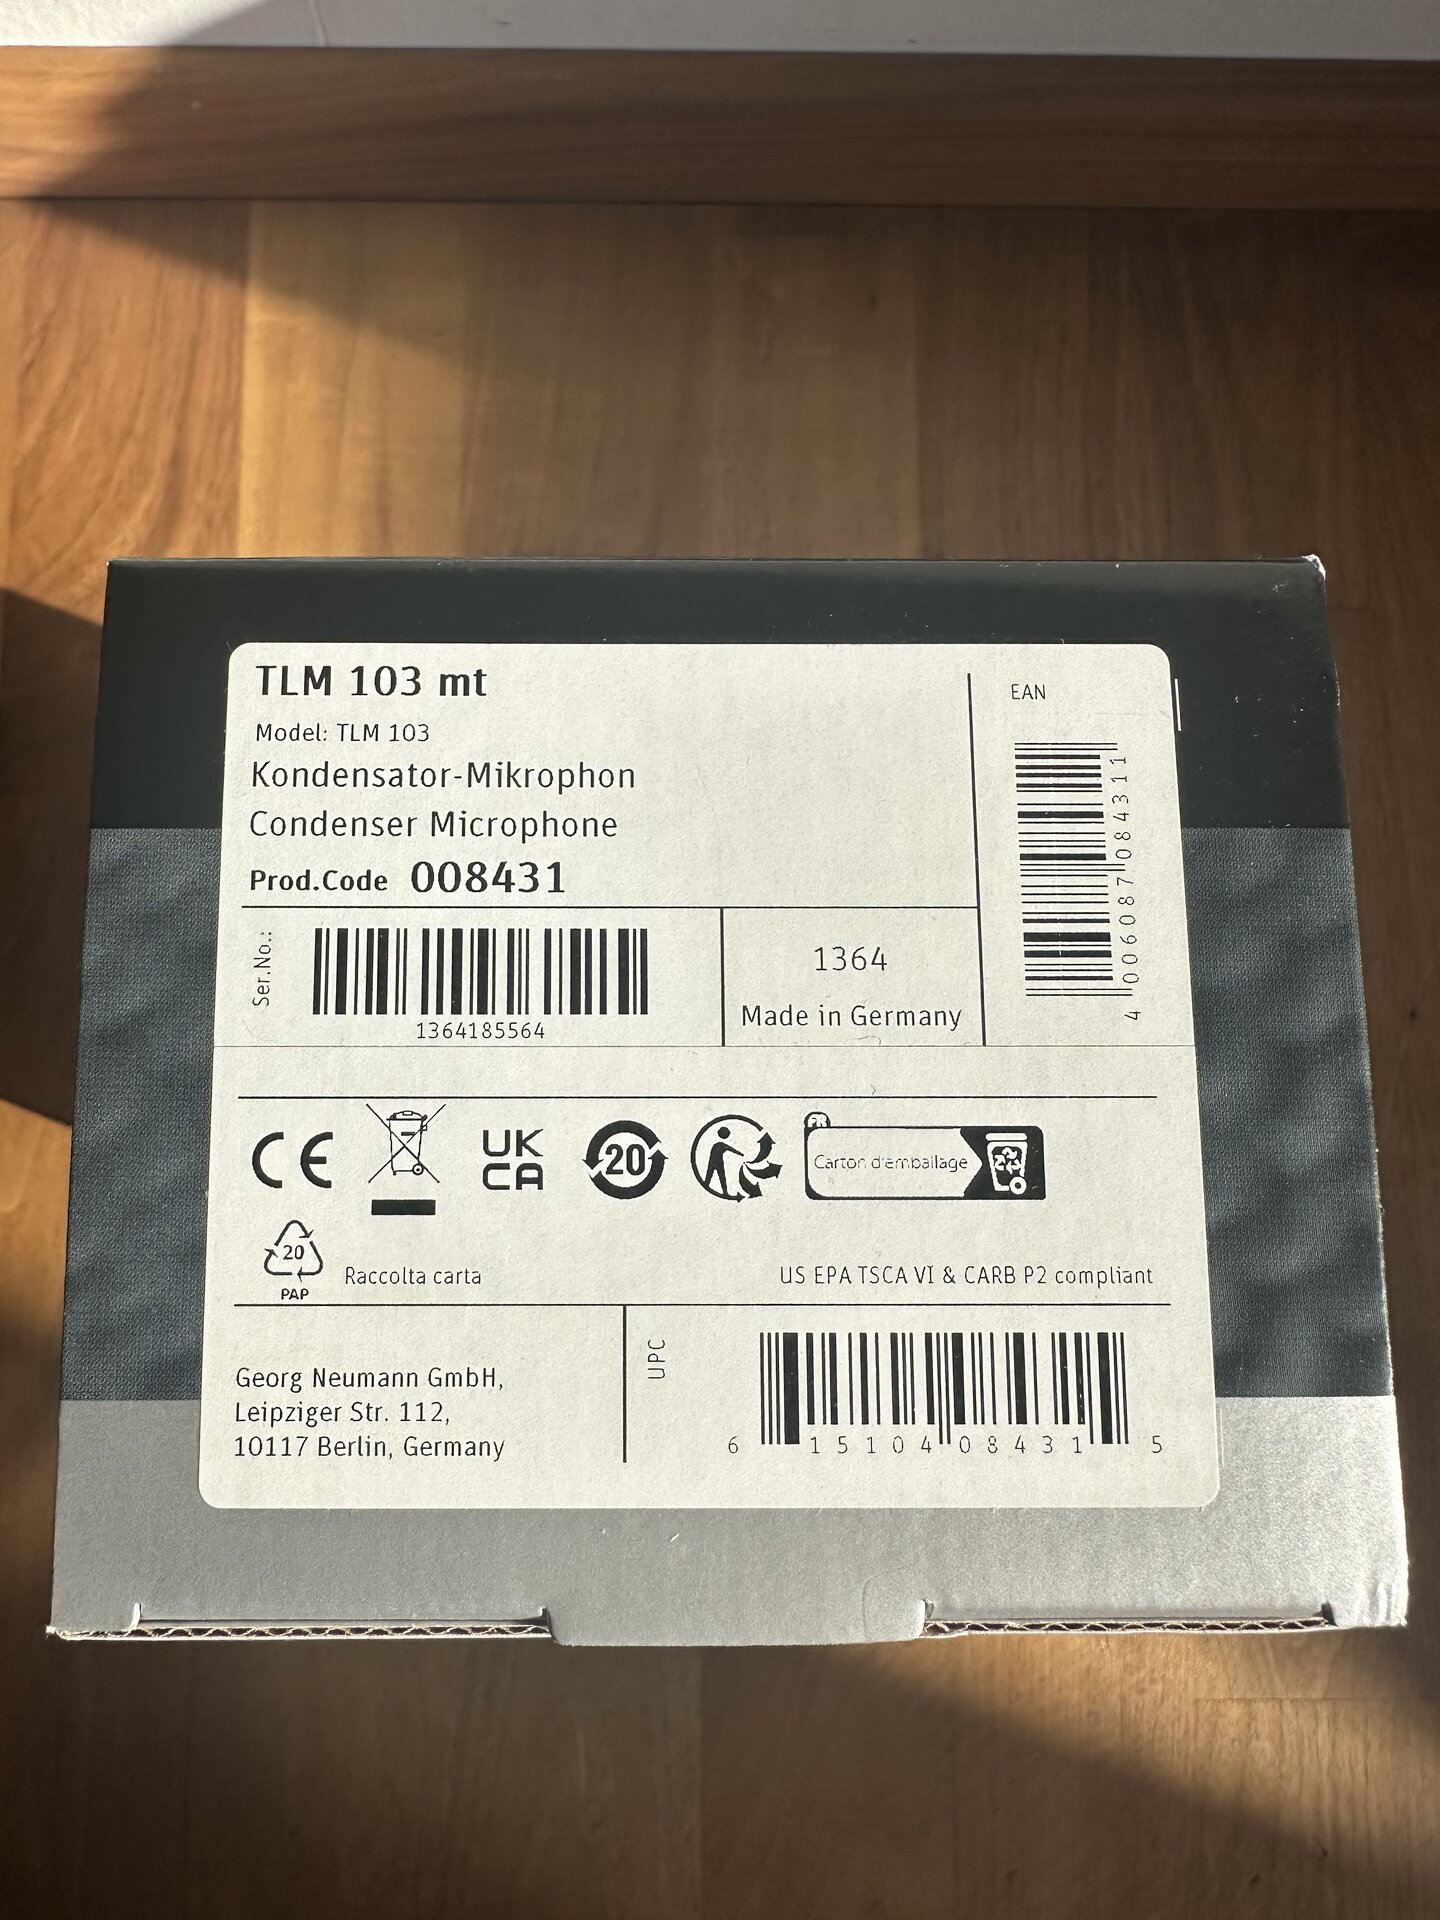 TLM 103 mt
Model: TLM 103
Kondensator-Mikrophon
Condenser Microphone
Prod.Code 008431
EAN
4 006087 084311
Ser.No.:
1364185564
1364
Made in Germany
CE
UK
CA
20
FR
Carton d'emballage
20
PAP
Raccolta carta
US EPA TSCA VI & CARB P2 compliant
Georg Neumann GmbH,
Leipziger Str. 112,
10117 Berlin, Germany
UPC
6 15104 08431 5